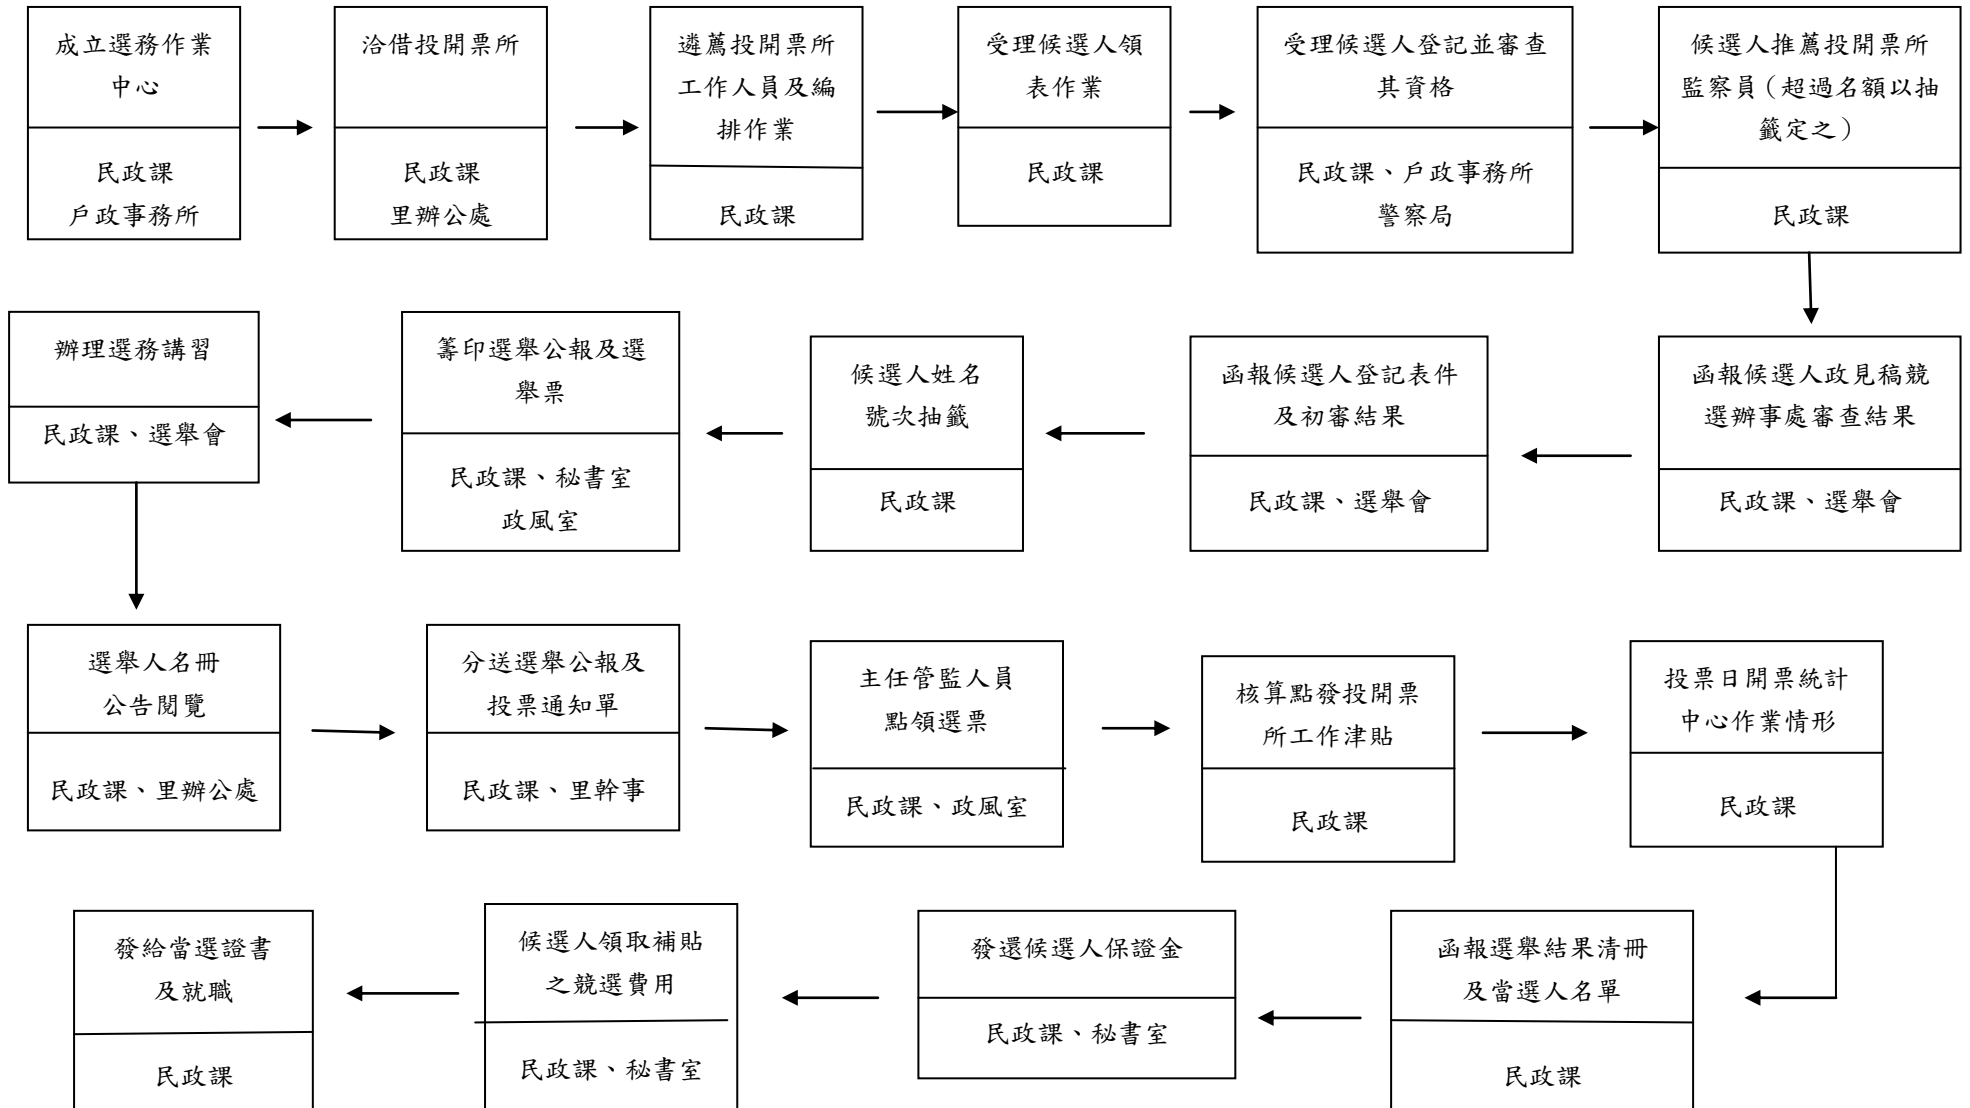 成立選務作業
中心
民政課
戶政事務所
洽借投開票所
民政課
里辦公處
遴薦投開票所
工作人員及編
排作業
民政課
受理候選人領
表作業
民政課
受理候選人登記並審查
其資格
民政課、戶政事務所
警察局
候選人推薦投開票所
監察員（超過名額以抽
籤定之）
民政課
函報候選人政見稿競
選辦事處審查結果
民政課、選舉會
函報候選人登記表件
及初審結果
民政課、選舉會
候選人姓名
號次抽籤
民政課
籌印選舉公報及選
舉票
民政課、秘書室
政風室
辦理選務講習
民政課、選舉會
選舉人名冊
公告閱覽
民政課、里辦公處
分送選舉公報及
投票通知單
民政課、里幹事
主任管監人員
點領選票
民政課、政風室
核算點發投開票
所工作津貼
民政課
投票日開票統計
中心作業情形
民政課
函報選舉結果清冊
及當選人名單
民政課
發還候選人保證金
民政課、秘書室
候選人領取補貼
之競選費用
民政課、秘書室
發給當選證書
及就職
民政課